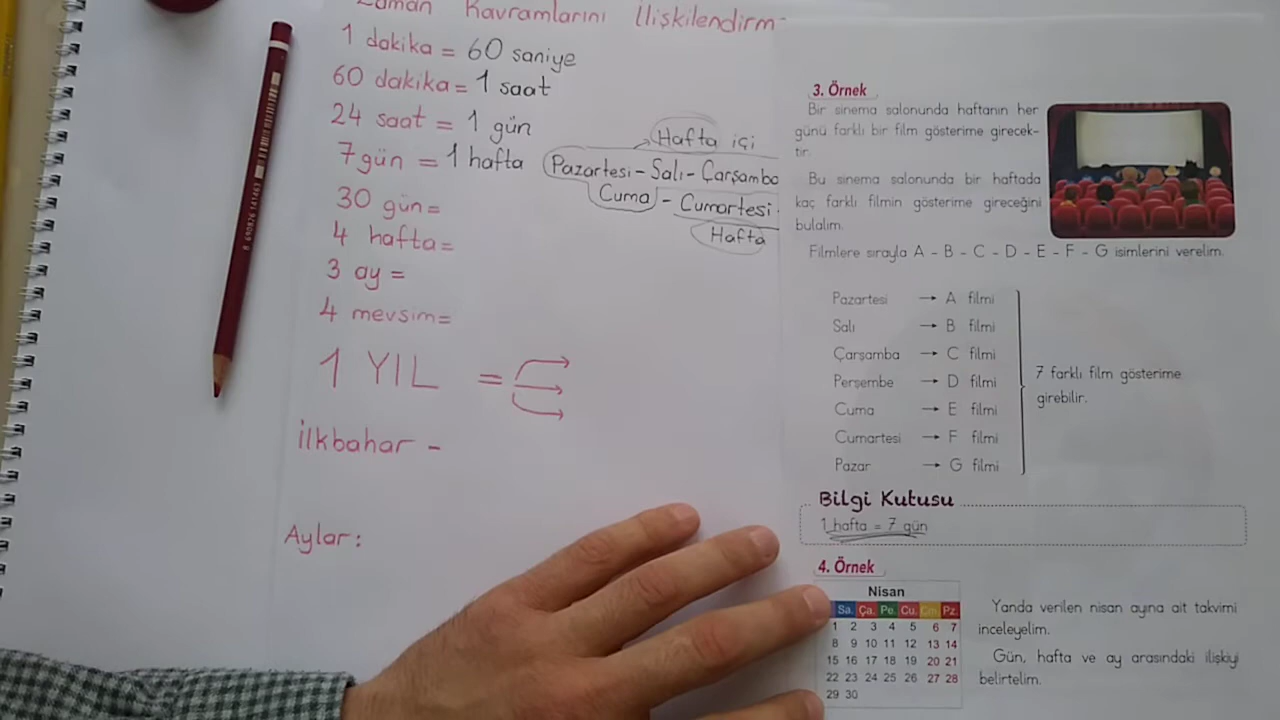 Zaman Kavramlarını İlişkilendirm-
1 dakika = 60 saniye
60 dakika = 1 saat
24 saat = 1 gün
7 gün = 1 hafta
Hafta içi
Pazartesi - Salı - Çarşamba
Cuma - Cumartesi
Hafta
30 gün=
4 hafta=
3 ay =
4 mevsim=
1 YIL =
İlkbahar -
Aylar:
3. Örnek
Bir sinema salonunda haftanın her
günü farklı bir film gösterime girecek-
tir.
Bu sinema salonunda bir haftada
kaç farklı filmin gösterime gireceğini
bulalım.
Filmlere sırayla A - B - C - D - E - F - G isimlerini verelim.
Pazartesi → A filmi
Salı → B filmi
Çarşamba → C filmi
Perşembe → D filmi
Cuma → E filmi
Cumartesi → F filmi
Pazar → G filmi
7 farklı film gösterime
girebilir.
Bilgi Kutusu
1 hafta = 7 gün
4. Örnek
Nisan
Sa. Ça. Pe. Cu. Cm. Pz.
1 2 3 4 5 6 7
8 9 10 11 12 13 14
15 16 17 18 19 20 21
22 23 24 25 26 27 28
29 30
Yanda verilen nisan ayına ait takvimi
inceleyelim.
Gün, hafta ve ay arasındaki ilişkiyi
belirtelim.